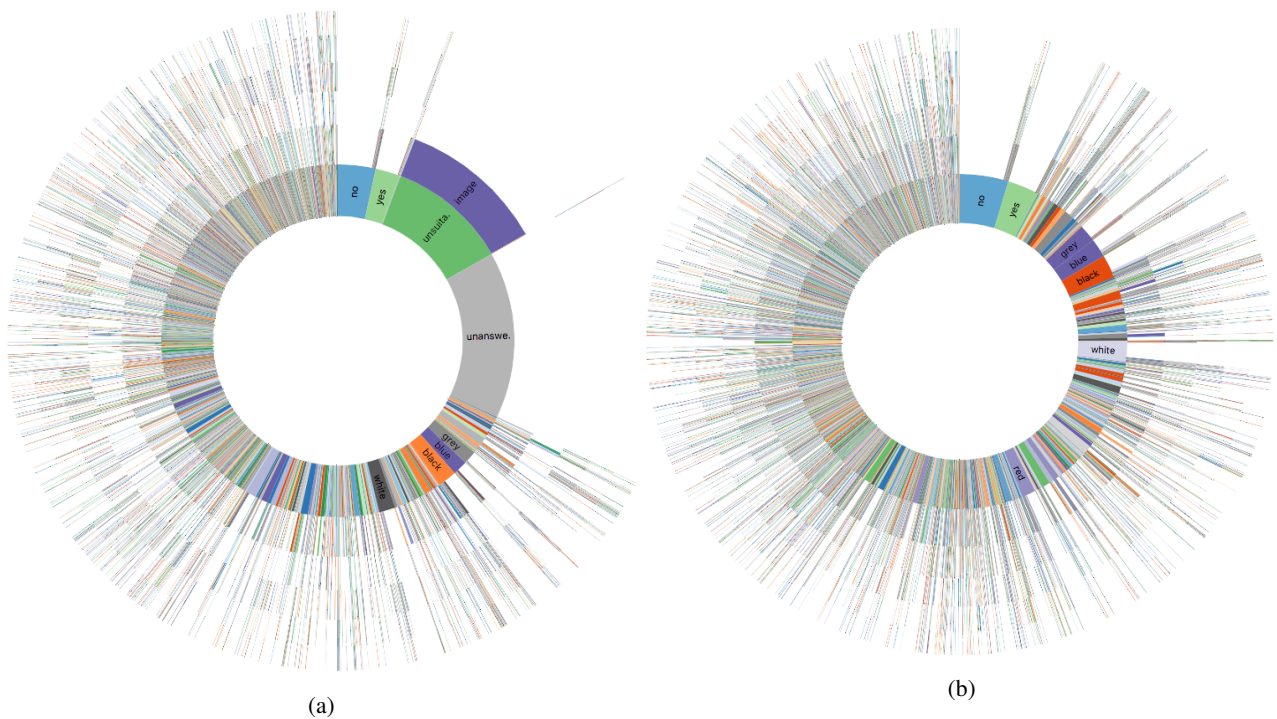 no
yes
image
unsuita.
unanswe.
grey
blue
black
white
(a)
no
yes
grey
blue
black
white
red
(b)